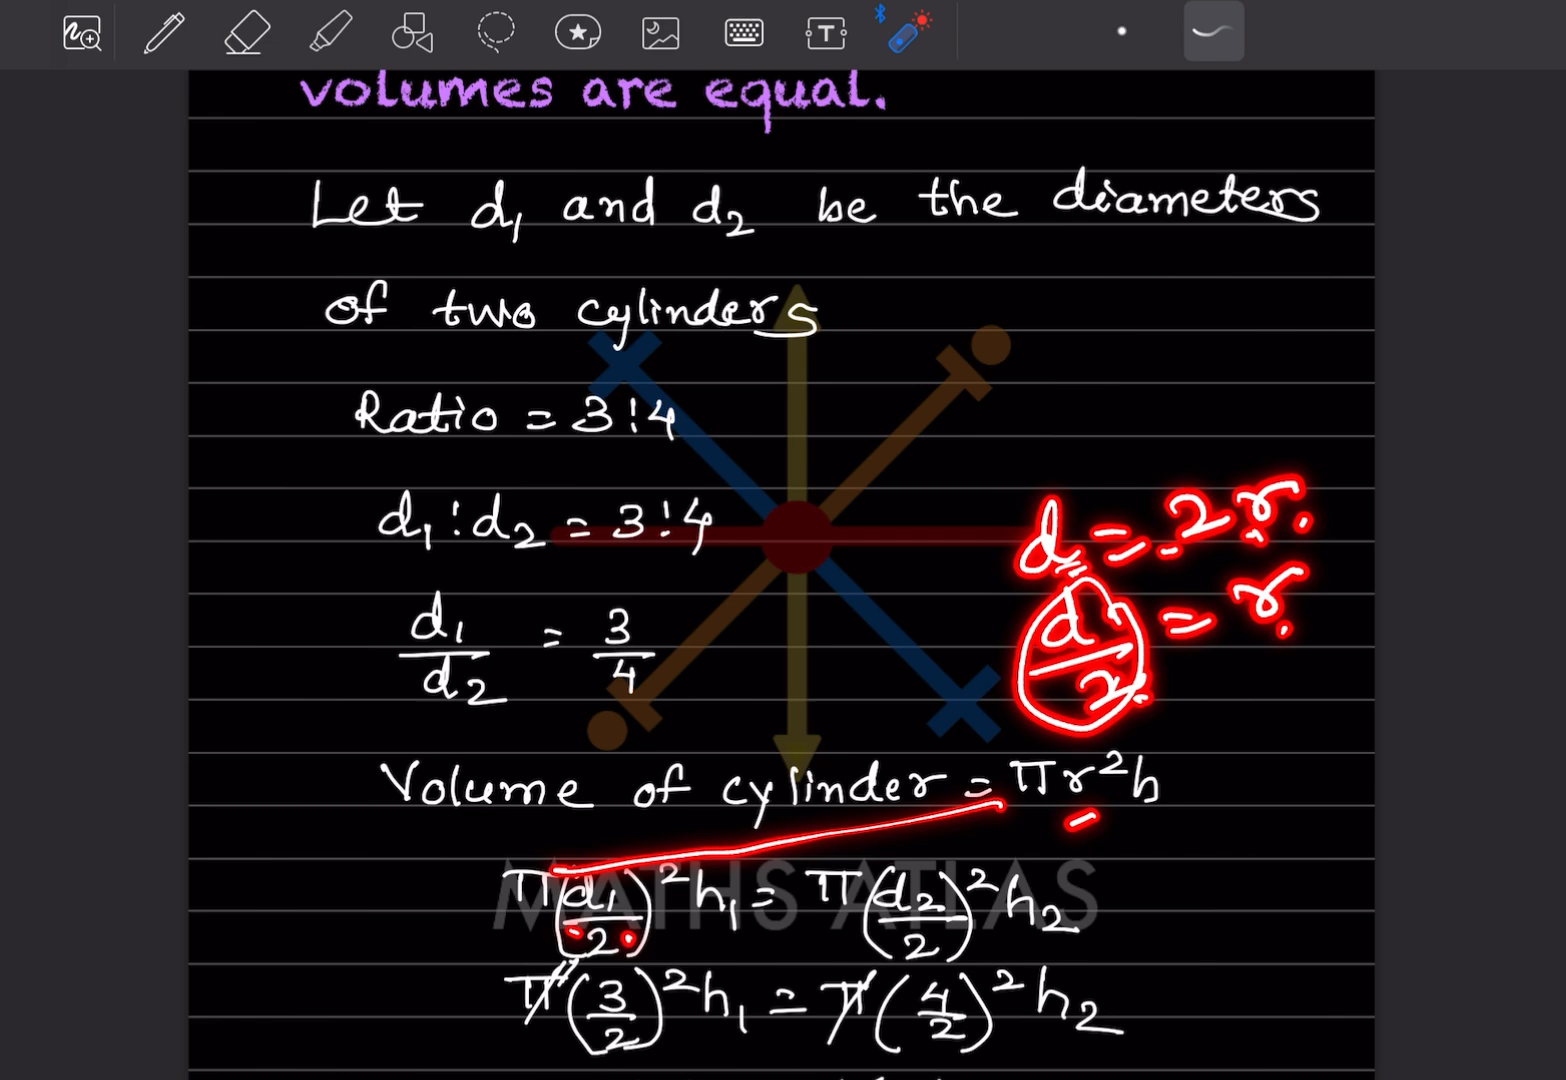 volumes are equal.
Let d₁ and d₂ be the diameters
of two cylinders
Ratio = 3:4
d₁:d₂ = 3:4
d₁/d₂ = 3/4
d = 2r.
d/2 = r.
Volume of cylinder = πr²h
MATHS ATLAS
π(d₁/2)²h₁ = π(d₂/2)²h₂
π(3/2)²h₁ = π(4/2)²h₂